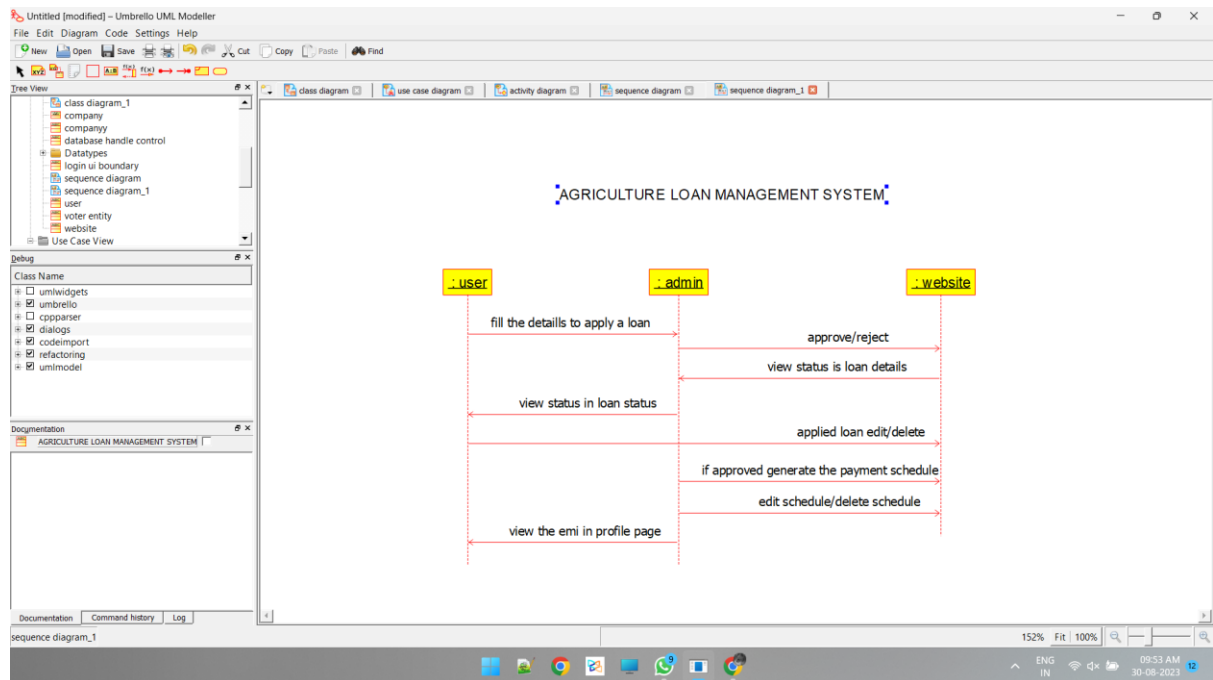 Untitled [modified] – Umbrello UML Modeller
File Edit Diagram Code Settings Help
New Open Save Cut Copy Paste Find
Tree View
class diagram use case diagram activity diagram sequence diagram sequence diagram_1
class diagram_1
company
companyy
database handle control
Datatypes
login ui boundary
sequence diagram
sequence diagram_1
user
voter entity
website
Use Case View
Debug
Class Name
umlwidgets
umbrello
cppparser
dialogs
codeimport
refactoring
umlmodel
Documentation
AGRICULTURE LOAN MANAGEMENT SYSTEM
Documentation Command history Log
AGRICULTURE LOAN MANAGEMENT SYSTEM
: user : admin : website
fill the detaills to apply a loan
approve/reject
view status is loan details
view status in loan status
applied loan edit/delete
if approved generate the payment schedule
edit schedule/delete schedule
view the emi in profile page
sequence diagram_1
152% Fit 100%
9
ENG
IN
09:53 AM
30-08-2023
12